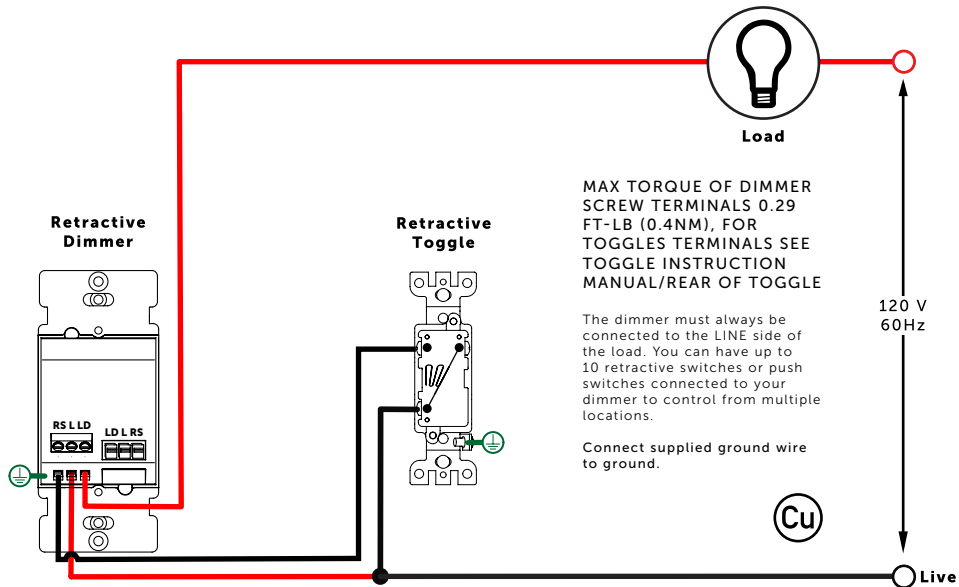 Load
Retractive
Dimmer
Retractive
Toggle
MAX TORQUE OF DIMMER
SCREW TERMINALS 0.29
FT-LB (0.4NM), FOR
TOGGLES TERMINALS SEE
TOGGLE INSTRUCTION
MANUAL/REAR OF TOGGLE
120 V
60Hz
The dimmer must always be
connected to the LINE side of
the load. You can have up to
10 retractive switches or push
switches connected to your
dimmer to control from multiple
locations.
RS L LD
LD L RS
Connect supplied ground wire
to ground.
Cu
Live